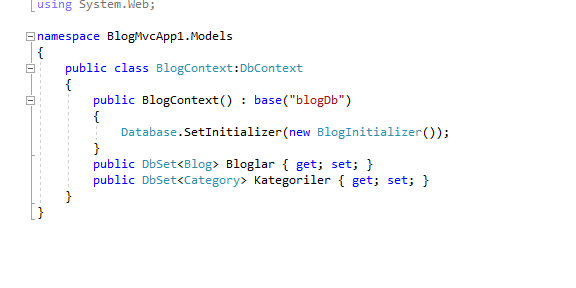 using System.Web;
namespace BlogMvcApp1.Models
{
public class BlogContext:DbContext
{
public BlogContext() : base("blogDb")
{
Database.SetInitializer(new BlogInitializer());
}
public DbSet<Blog> Bloglar { get; set; }
public DbSet<Category> Kategoriler { get; set; }
}
}